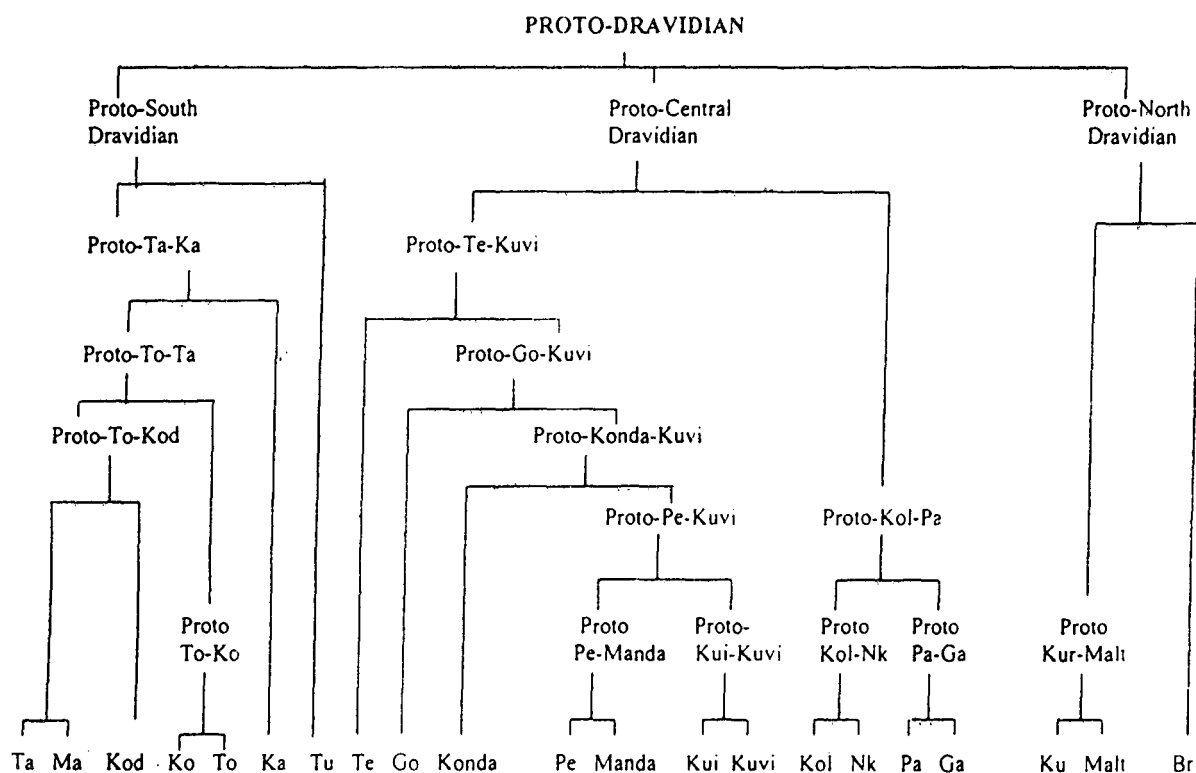 PROTO-DRAVIDIAN
Proto-South
Dravidian
Proto-Central
Dravidian
Proto-North
Dravidian
Proto-Ta-Ka
Proto-Te-Kuvi
Proto-To-Ta
Proto-Go-Kuvi
Proto-To-Kod
Proto-Konda-Kuvi
Proto-Pe-Kuvi
Proto-Kol-Pa
Proto
To-Ko
Proto
Pe-Manda
Proto-
Kui-Kuvi
Proto
Kol-Nk
Proto
Pa-Ga
Proto
Kur-Malt
Ta Ma Kod Ko To Ka Tu Te Go Konda Pe Manda Kui Kuvi Kol Nk Pa Ga Ku Malt Br